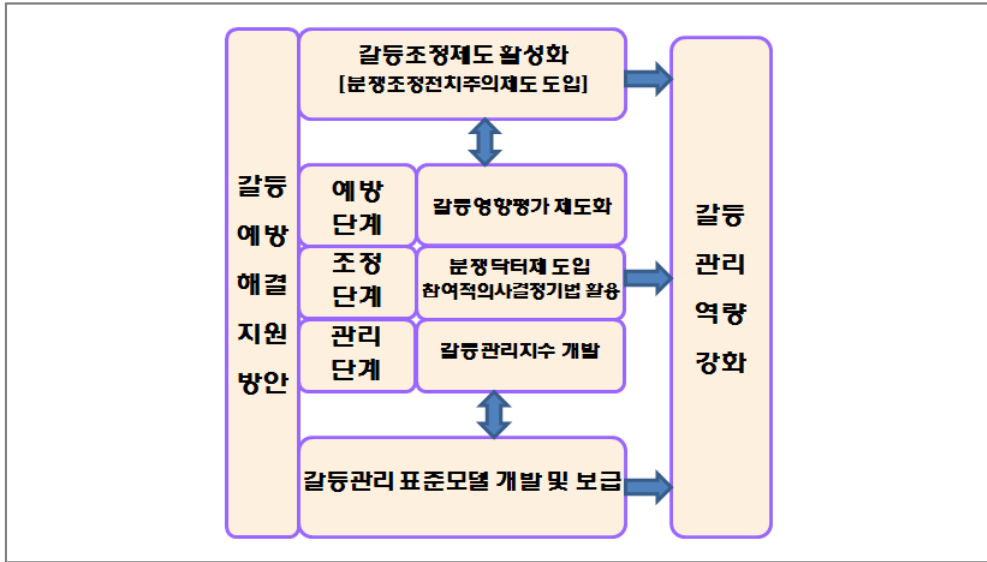 갈등조정제도 활성화
[분쟁조정전치주의제도 도입]
갈등
예방
해결
지원
방안
예방
단계
갈등영향평가 제도화
조정
단계
분쟁닥터제 도입
참여적의사결정기법 활용
관리
단계
갈등관리지수 개발
갈등관리 표준모델 개발 및 보급
갈등
관리
역량
강화